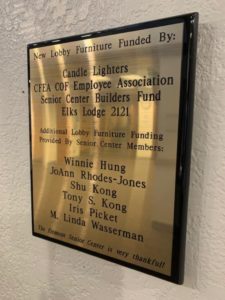 New Lobby Furniture Funded By:
Candle Lighters
CFEA COF Employee Association
Senior Center Builders Fund
Elks Lodge 2121
Additional Lobby Furniture Funding
Provided By Senior Center Members:
Winnie Hung
JoAnn Rhodes-Jones
Shu Kong
Tony S. Kong
Iris Picket
M. Linda Wasserman
The Fremont Senior Center is very thankful!